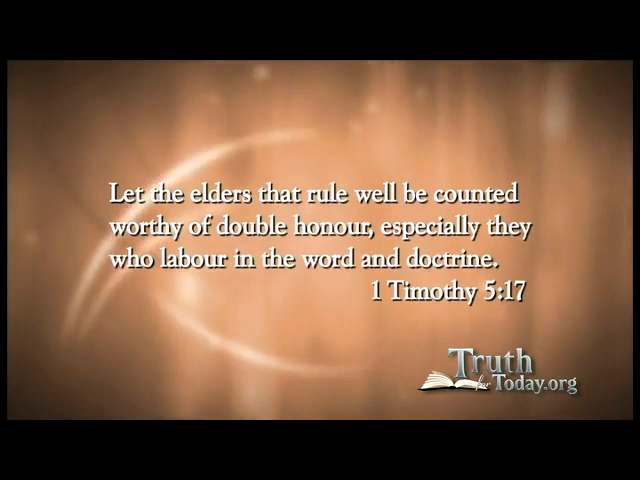 Let the elders that rule well be counted
worthy of double honour, especially they
who labour in the word and doctrine.
1 Timothy 5:17
Truth
for Today.org